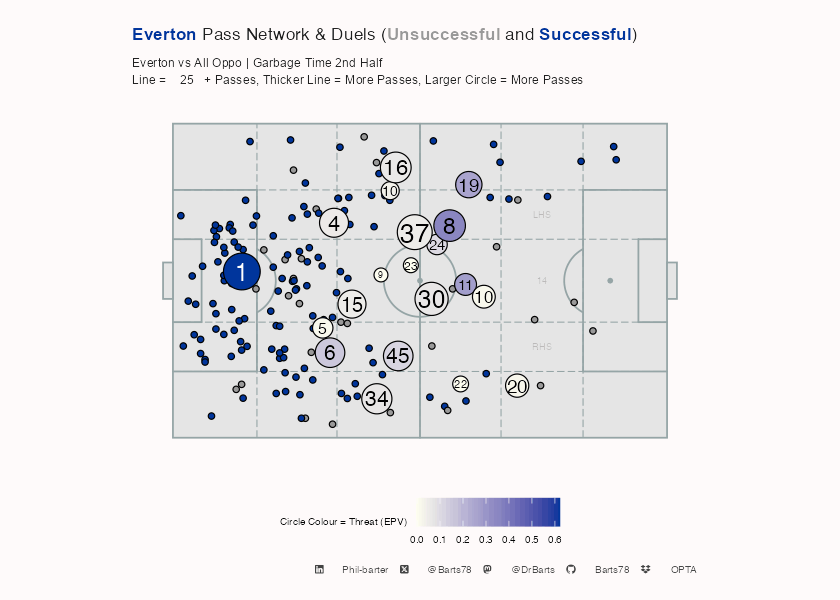 Everton Pass Network & Duels (Unsuccessful and Successful)
Everton vs All Oppo | Garbage Time 2nd Half
Line = 25 + Passes, Thicker Line = More Passes, Larger Circle = More Passes
16
10
19
4
37
8
24
LHS
1
9
23
11
10
14
15
30
5
6
45
RHS
34
22
20
Circle Colour = Threat (EPV)
0.0 0.1 0.2 0.3 0.4 0.5 0.6
Phil-barter @Barts78 @DrBarts Barts78 OPTA